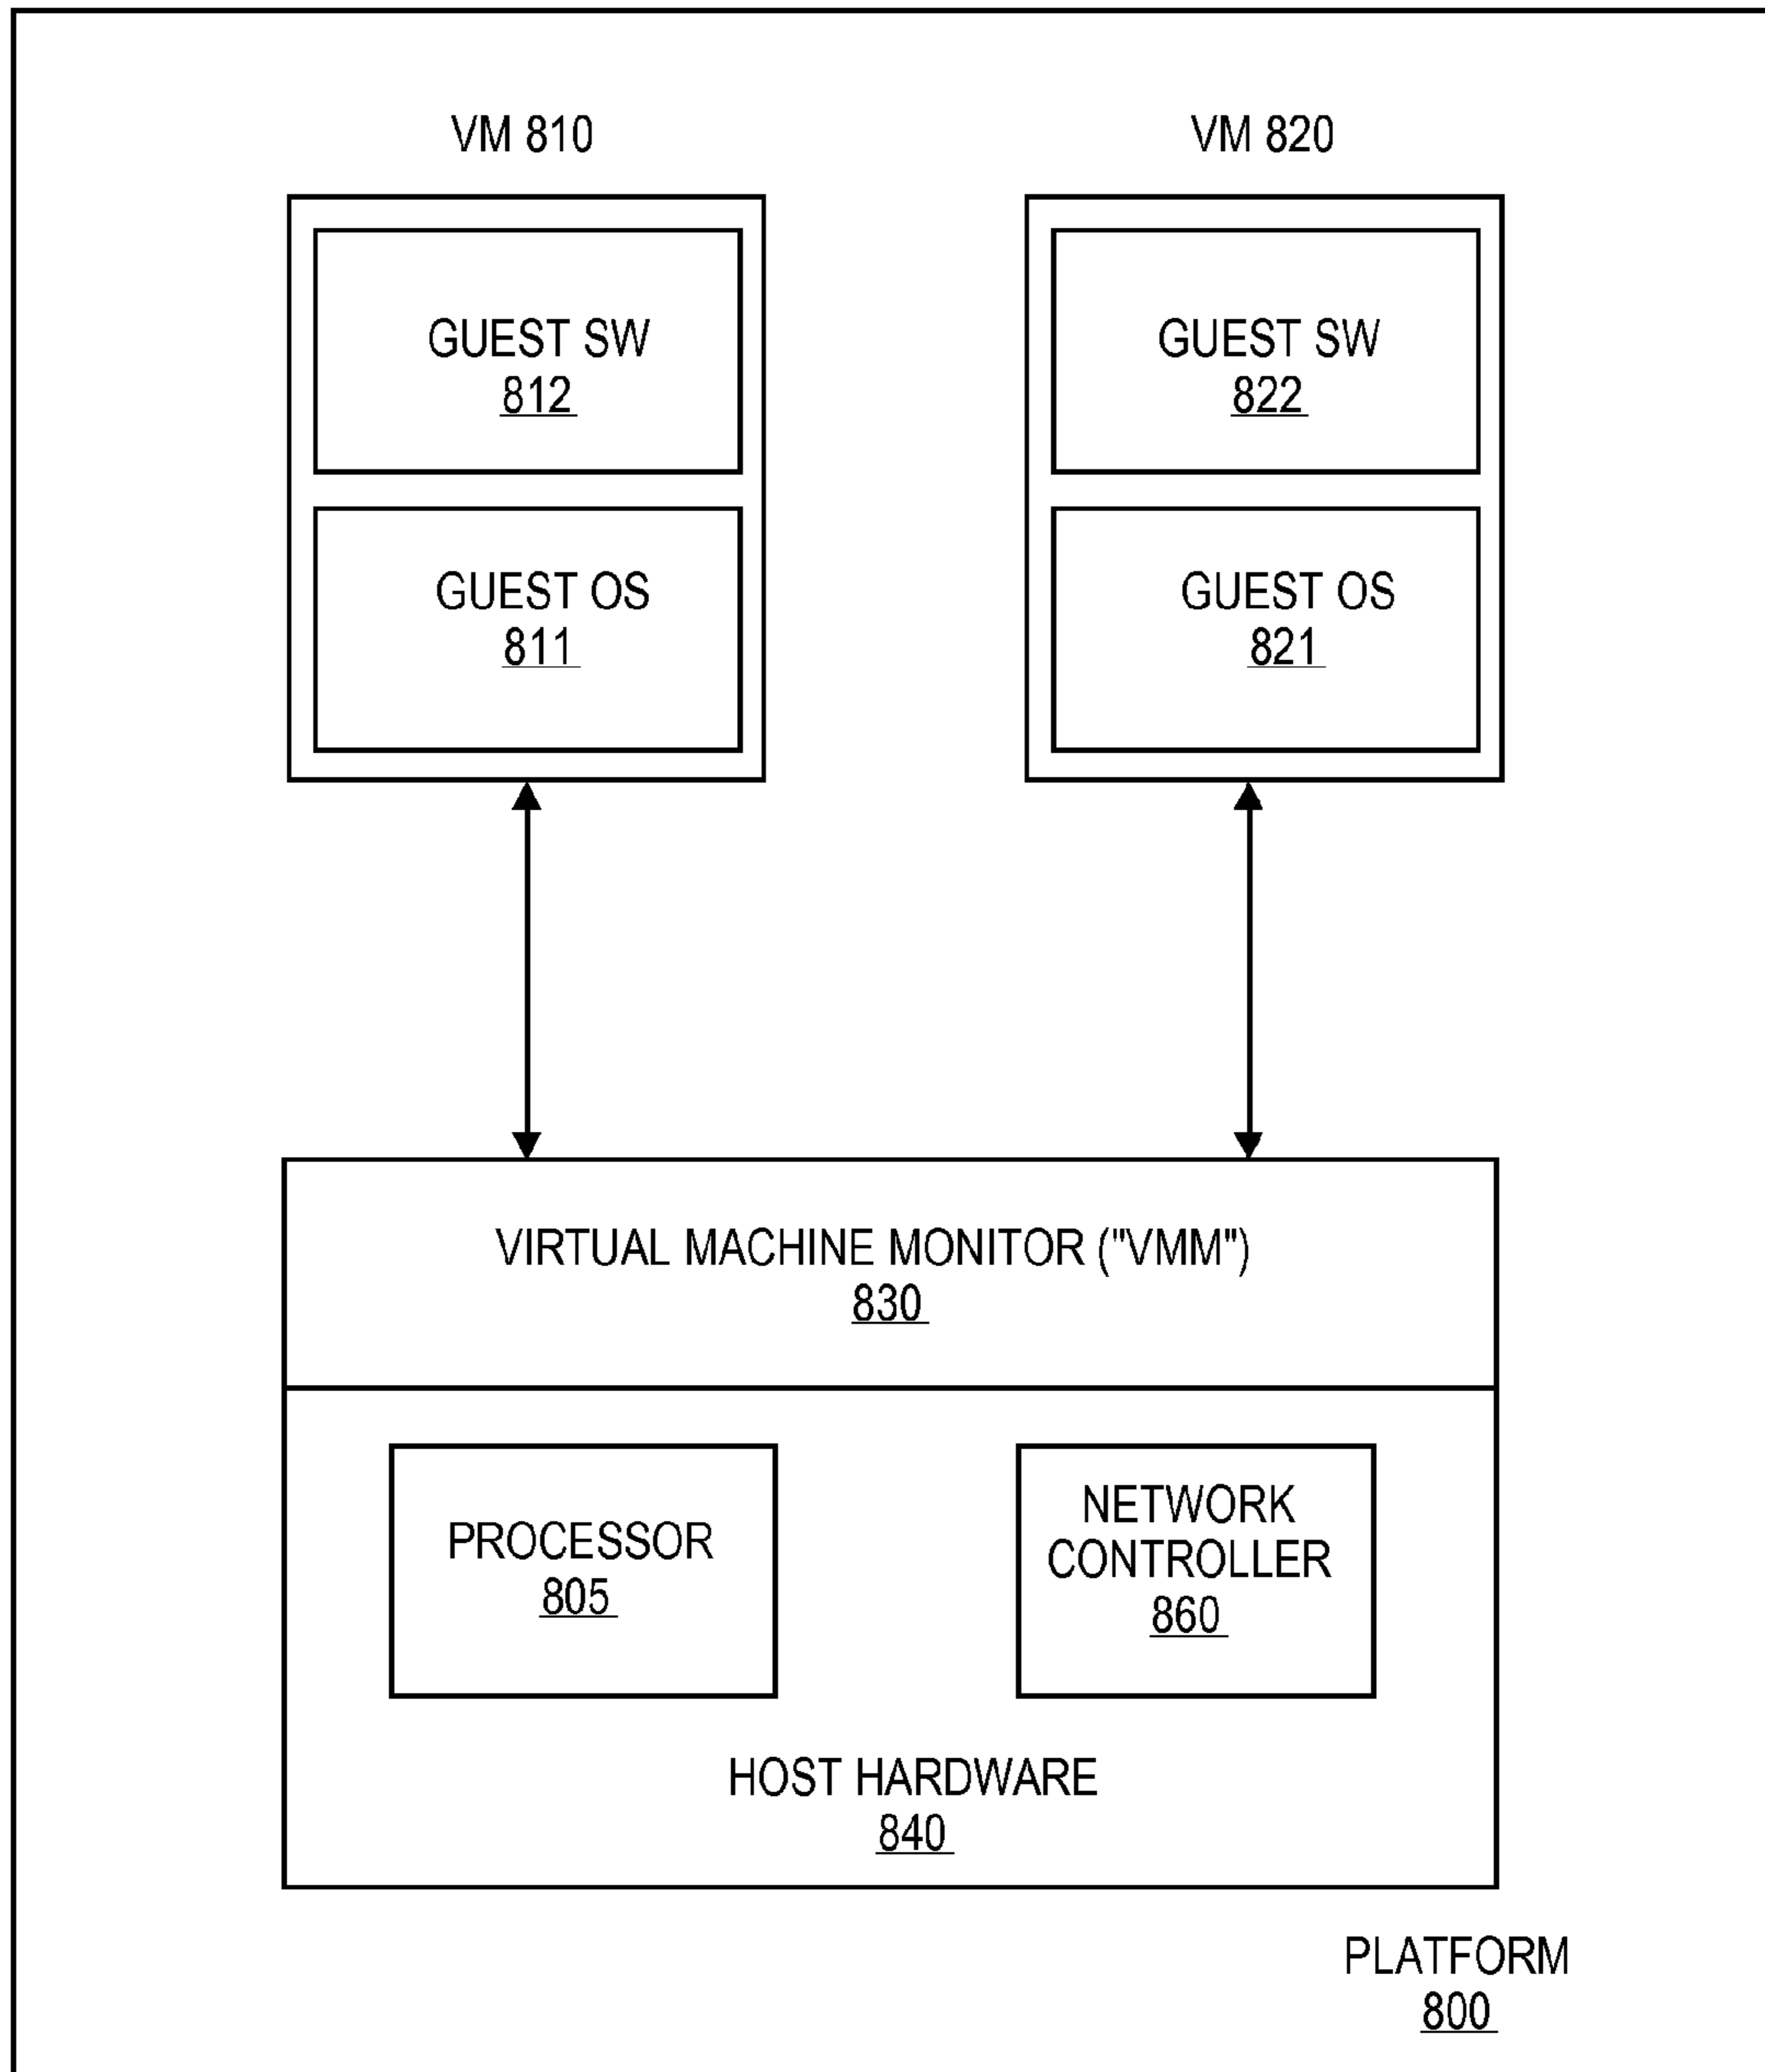 VM 810
VM 820
GUEST SW
812
GUEST SW
822
GUEST OS
811
GUEST OS
821
VIRTUAL MACHINE MONITOR ("VMM")
830
PROCESSOR
805
NETWORK
CONTROLLER
860
HOST HARDWARE
840
PLATFORM
800